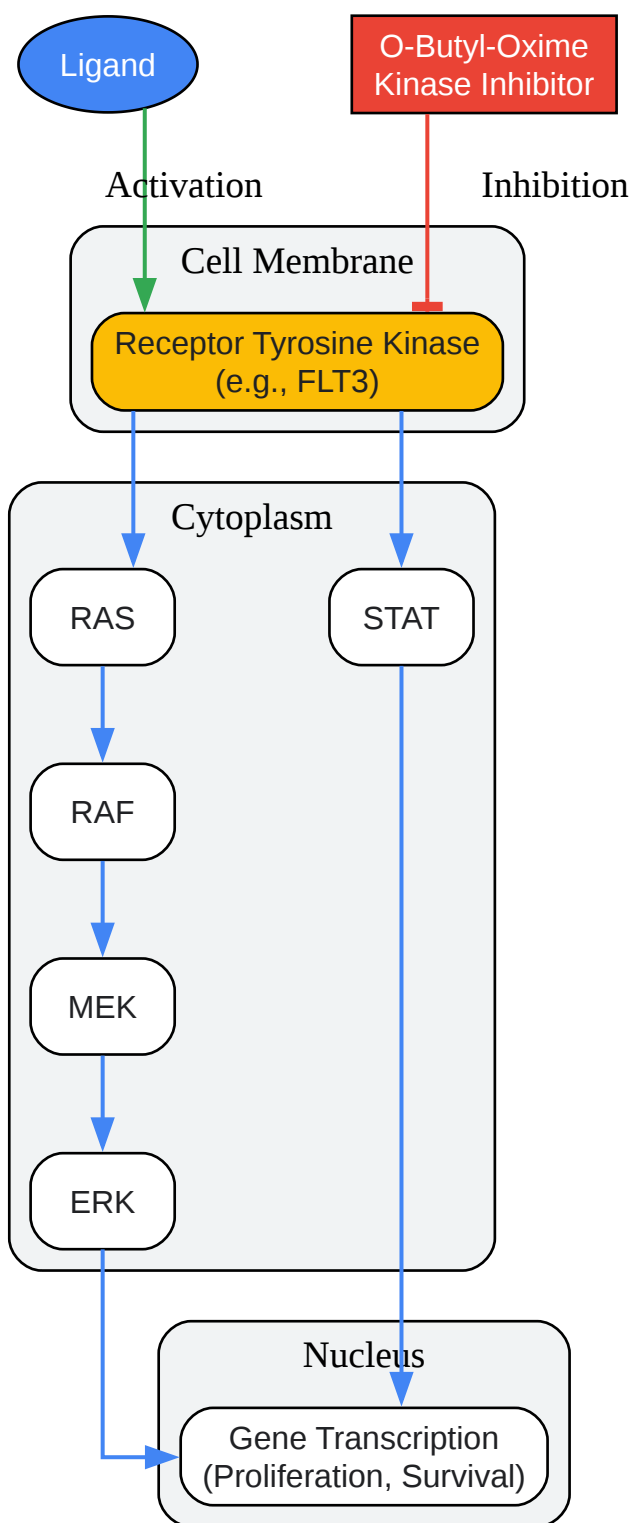 Ligand
O-Butyl-Oxime
Kinase Inhibitor
Activation
Inhibition
Cell Membrane
Receptor Tyrosine Kinase
(e.g., FLT3)
Cytoplasm
RAS
STAT
RAF
MEK
ERK
Nucleus
Gene Transcription
(Proliferation, Survival)